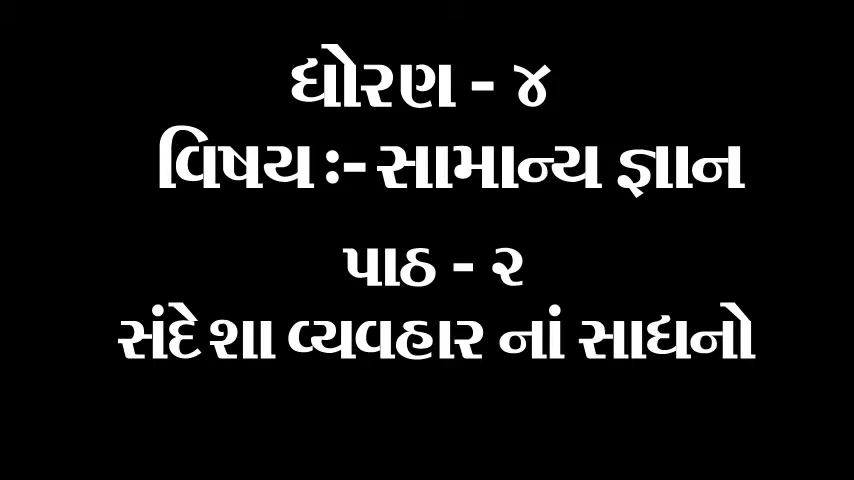 ધોરણ - ૪
વિષય ઃ- સામાન્ય જ્ઞાન
પાઠ - ૨
સંદેશા વ્યવહાર નાં સાધનો